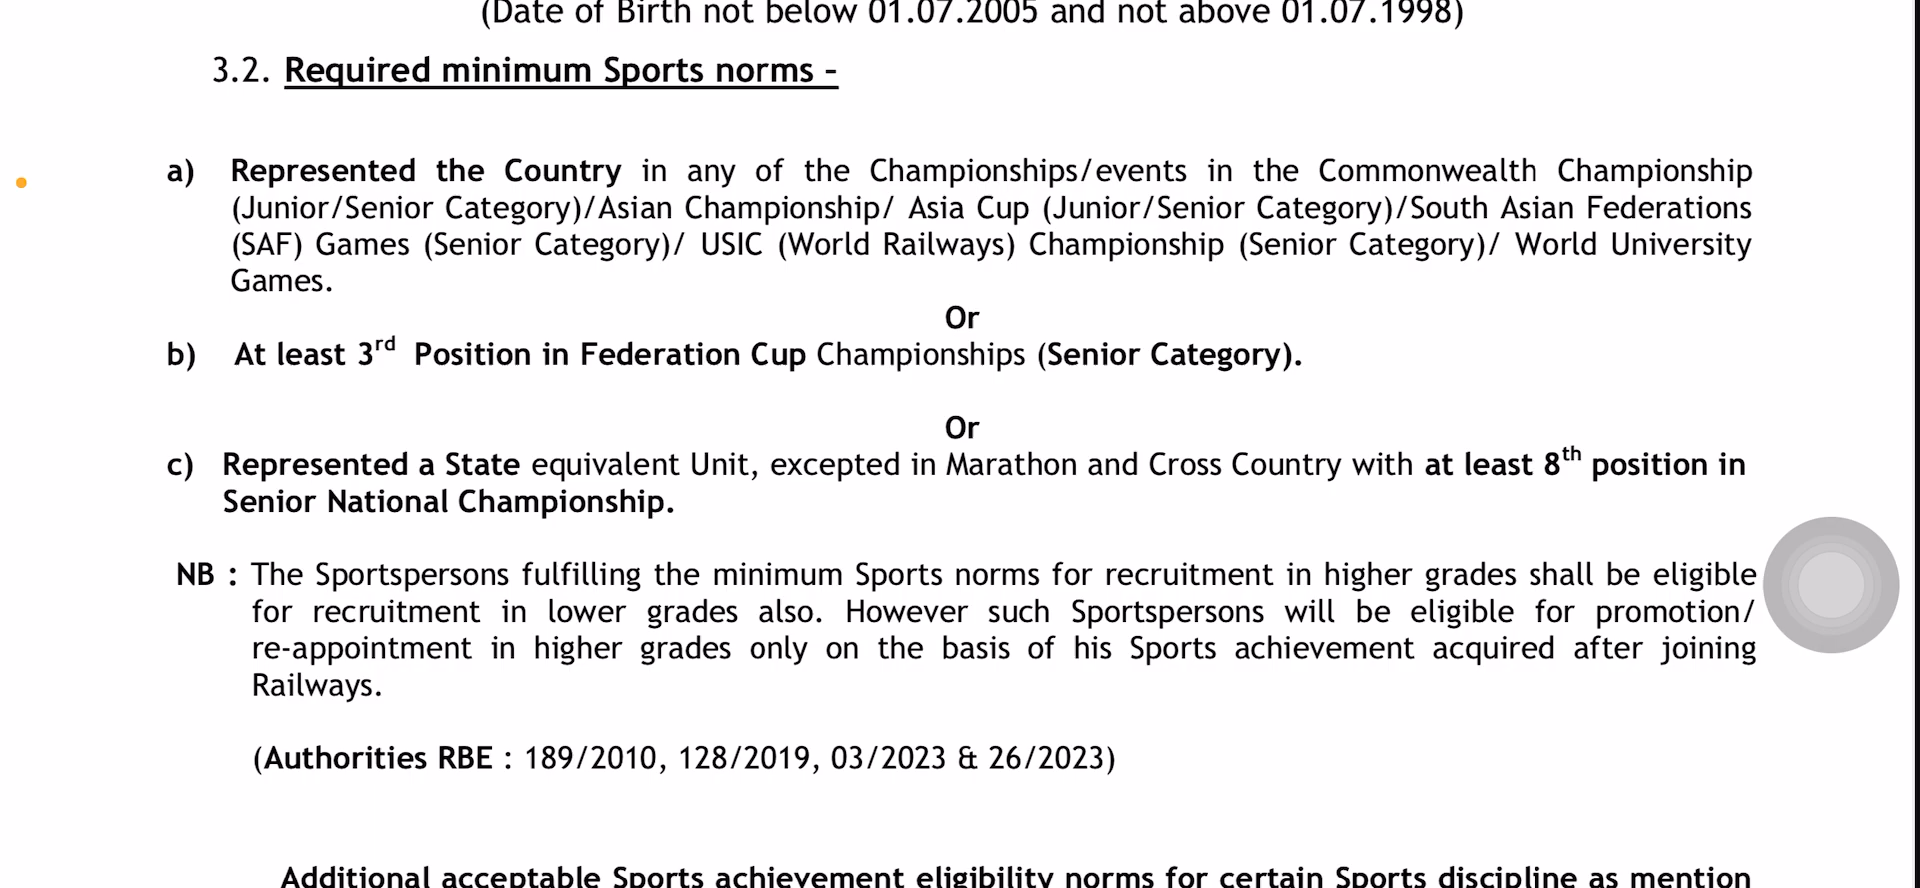 (Date of Birth not below 01.07.2005 and not above 01.07.1998)
3.2. Required minimum Sports norms -
a) Represented the Country in any of the Championships/events in the Commonwealth Championship
(Junior/Senior Category)/Asian Championship/ Asia Cup (Junior/Senior Category)/South Asian Federations
(SAF) Games (Senior Category)/ USIC (World Railways) Championship (Senior Category)/ World University
Games.
Or
b) At least 3rd Position in Federation Cup Championships (Senior Category).
Or
c) Represented a State equivalent Unit, excepted in Marathon and Cross Country with at least 8th position in
Senior National Championship.
NB : The Sportspersons fulfilling the minimum Sports norms for recruitment in higher grades shall be eligible
for recruitment in lower grades also. However such Sportspersons will be eligible for promotion/
re-appointment in higher grades only on the basis of his Sports achievement acquired after joining
Railways.
(Authorities RBE : 189/2010, 128/2019, 03/2023 & 26/2023)
Additional acceptable Sports achievement eligibility norms for certain Sports discipline as mention